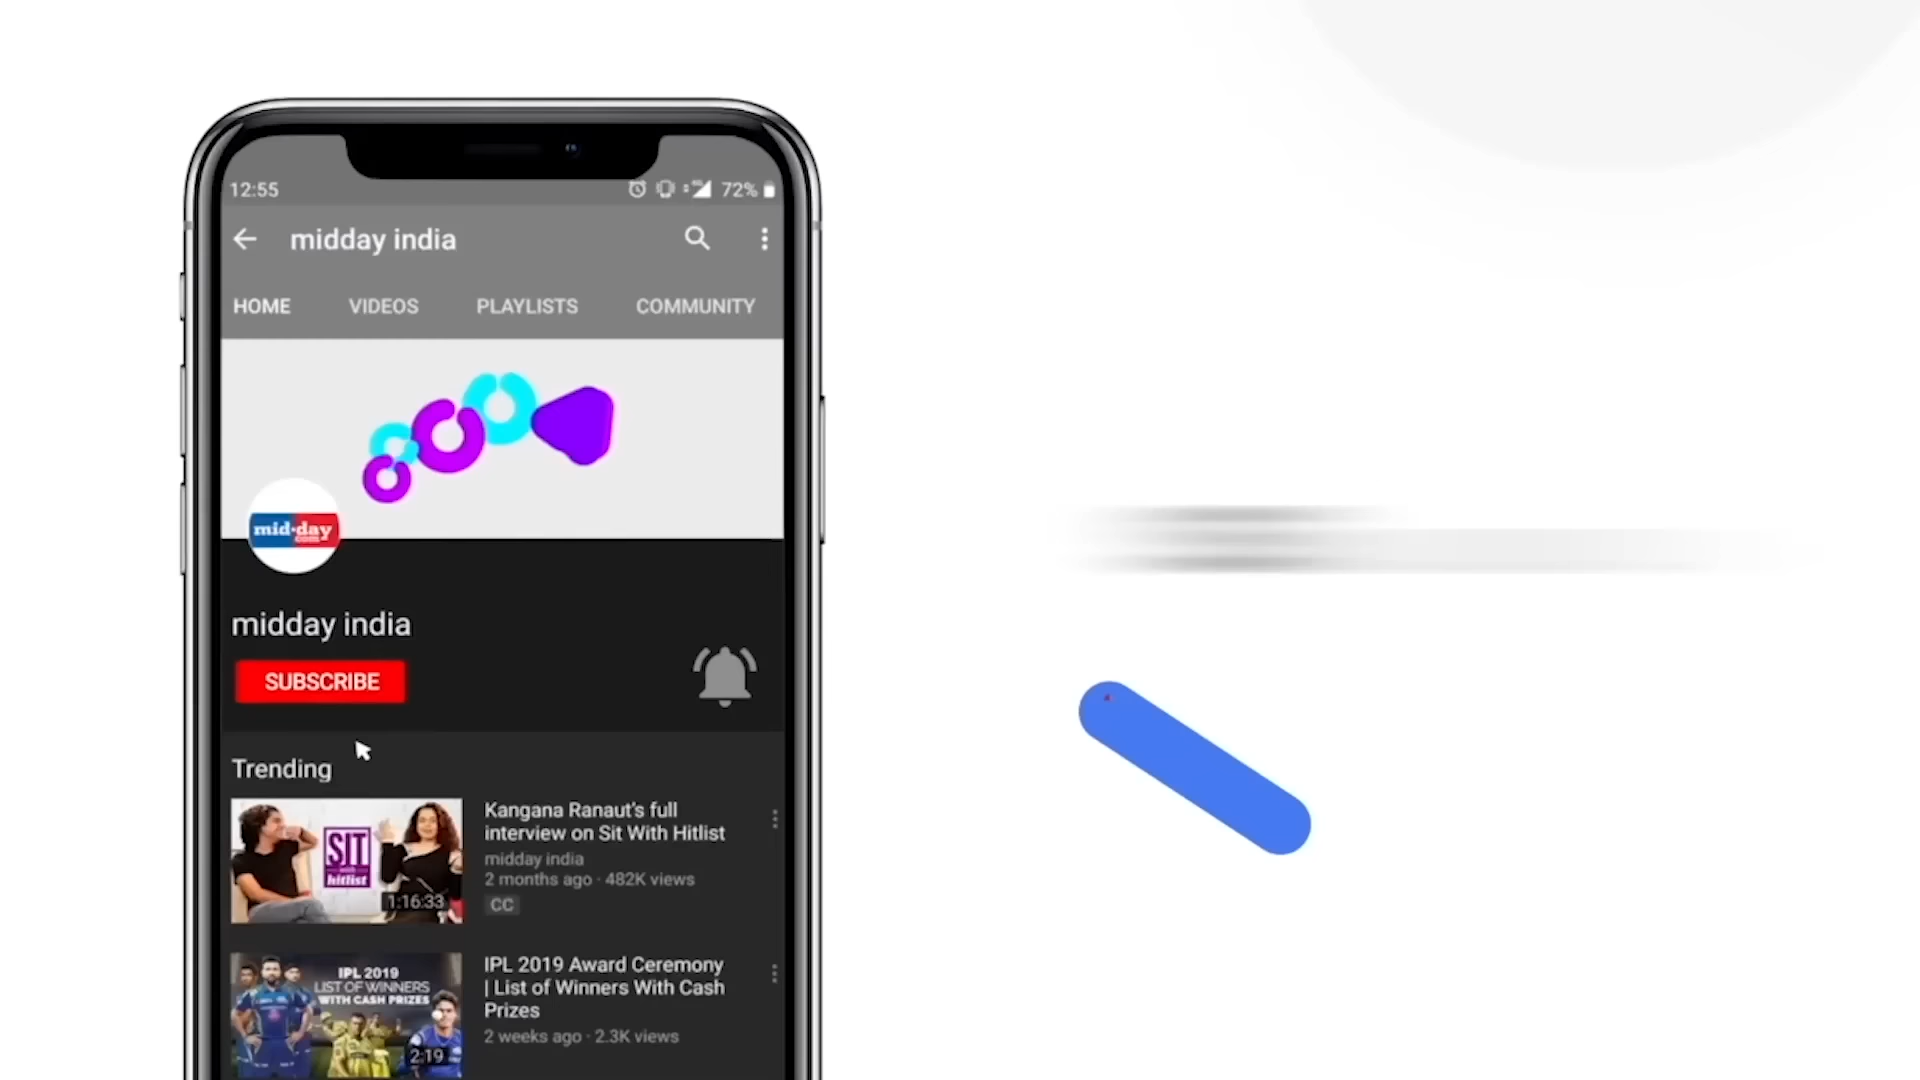 12:55
72%
midday india
HOME VIDEOS PLAYLISTS COMMUNITY
mid-day
com
midday india
SUBSCRIBE
Trending
SIT
with
hitlist
1:16:33
Kangana Ranaut's full
interview on Sit With Hitlist
midday india
2 months ago · 482K views
CC
IPL 2019
LIST OF WINNERS
WITH CASH PRIZES
2:19
IPL 2019 Award Ceremony
| List of Winners With Cash
Prizes
2 weeks ago · 2.3K views